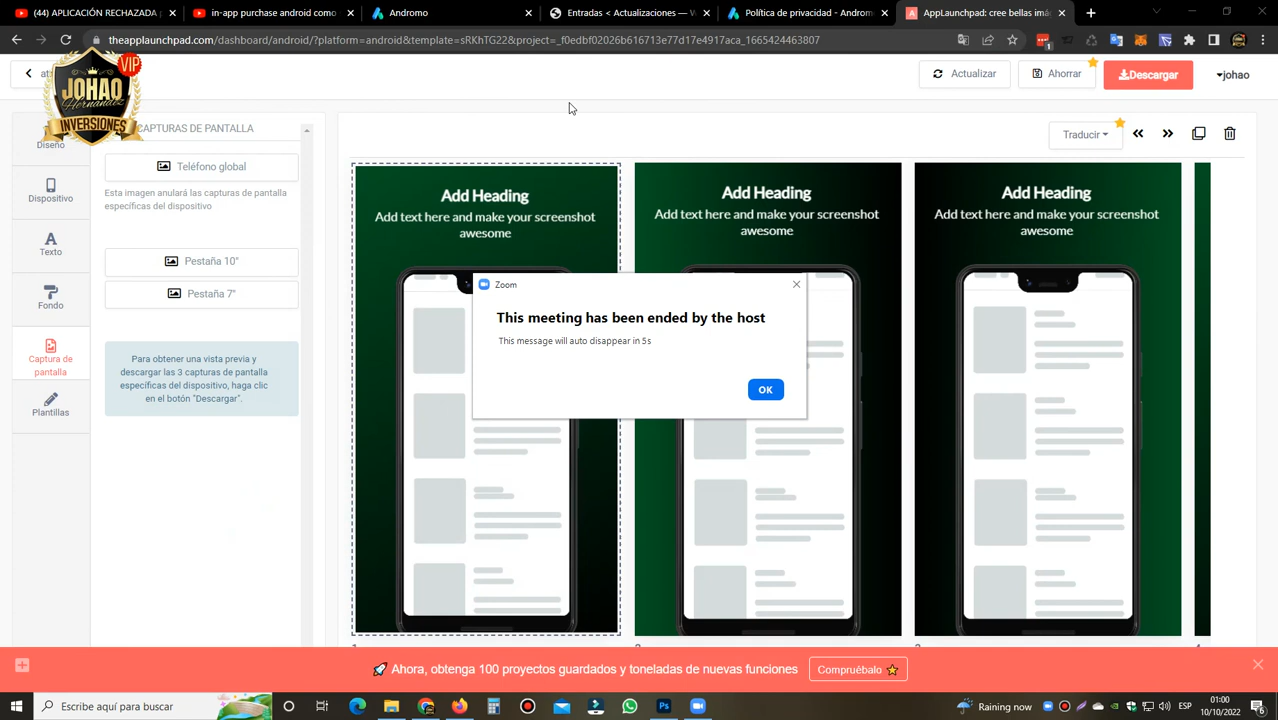 APLICACIÓN RECHAZADA
in-app purchase android como
Andromo
Entradas < Actualizaciones — W
Política de privacidad - Androm
AppLaunchpad: cree bellas imág
theapplaunchpad.com/dashboard/android/?platform=android&template=sRKhTG22&project=_f0edbf02026b616713e77d17e4917aca_1665424463807
JOHAO
Hernández
INVERSIONES
VIP
Actualizar
Ahorrar
Descargar
johao
Diseño
Dispositivo
Texto
Fondo
Captura de
pantalla
Plantillas
CAPTURAS DE PANTALLA
Teléfono global
Esta imagen anulará las capturas de pantalla
específicas del dispositivo
Pestaña 10"
Pestaña 7"
Para obtener una vista previa y
descargar las 3 capturas de pantalla
específicas del dispositivo, haga clic
en el botón "Descargar".
Traducir
Add Heading
Add text here and make your screenshot
awesome
Add Heading
Add text here and make your screenshot
awesome
Add Heading
Add text here and make your screenshot
awesome
Zoom
This meeting has been ended by the host
This message will auto disappear in 5s
OK
Ahora, obtenga 100 proyectos guardados y toneladas de nuevas funciones
Compruébalo
Escribe aquí para buscar
Raining now
ESP
01:00
10/10/2022
6